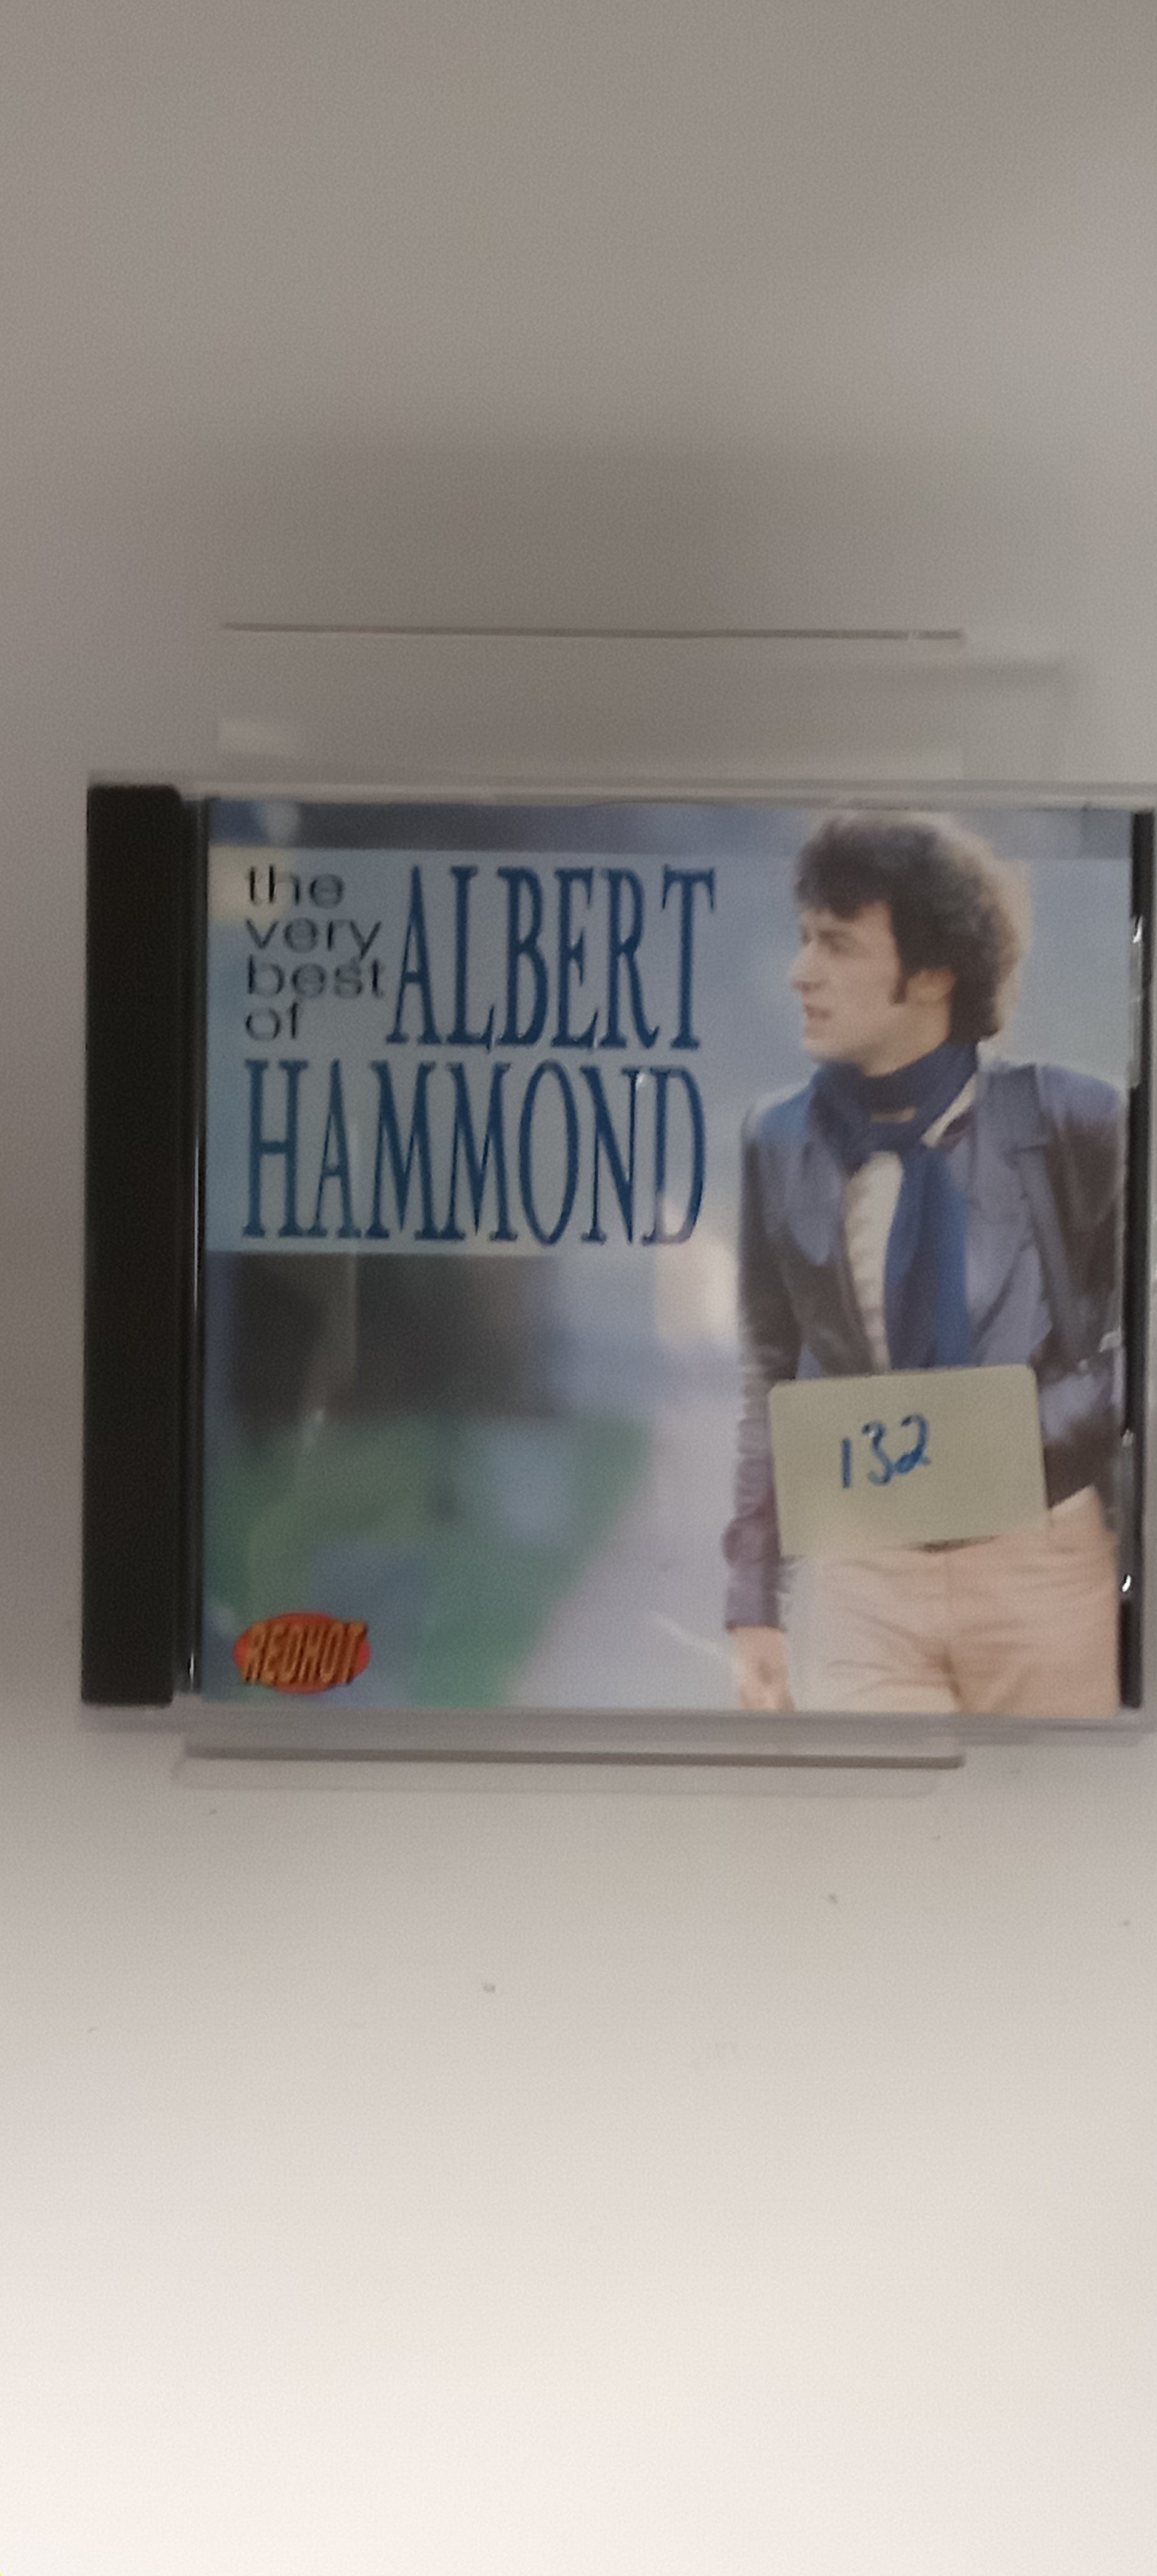 the
very
best
of
ALBERT
HAMMOND
132
REDHOT